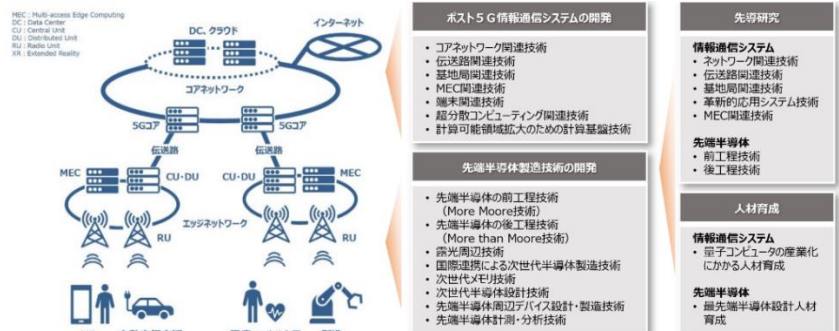 MEC : Multi-access Edge Computing
DC : Data Center
CU : Central Unit
DU : Distributed Unit
RU : Radio Unit
XR : Extended Reality
DC、クラウド
インターネット
コアネットワーク
5Gコア
5Gコア
伝送路
伝送路
MEC
CU・DU
CU・DU
MEC
エッジネットワーク
RU
RU
ポスト5G情報通信システムの開発
・ コアネットワーク関連技術
・ 伝送路関連技術
・ 基地局関連技術
・ MEC関連技術
・ 端末関連技術
・ 超分散コンピューティング関連技術
・ 計算可能領域拡大のための計算基盤技術
先端半導体製造技術の開発
・ 先端半導体の前工程技術
(More Moore技術)
・ 先端半導体の後工程技術
(More than Moore技術)
・ 露光周辺技術
・ 国際連携による次世代半導体製造技術
・ 次世代メモリ技術
・ 次世代半導体設計技術
・ 先端半導体周辺デバイス設計・製造技術
・ 先端半導体計測・分析技術
先導研究
情報通信システム
・ ネットワーク関連技術
・ 伝送路関連技術
・ 基地局関連技術
・ 革新的応用システム技術
・ MEC関連技術
先端半導体
・ 前工程技術
・ 後工程技術
人材育成
情報通信システム
・ 量子コンピュータの産業化
にかかる人材育成
先端半導体
・ 最先端半導体設計人材
育成